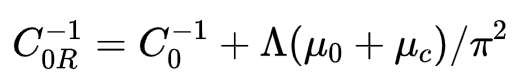 $C_{0R}^{-1} = C_0^{-1} + \Lambda(\mu_0 + \mu_c)/\pi^2$